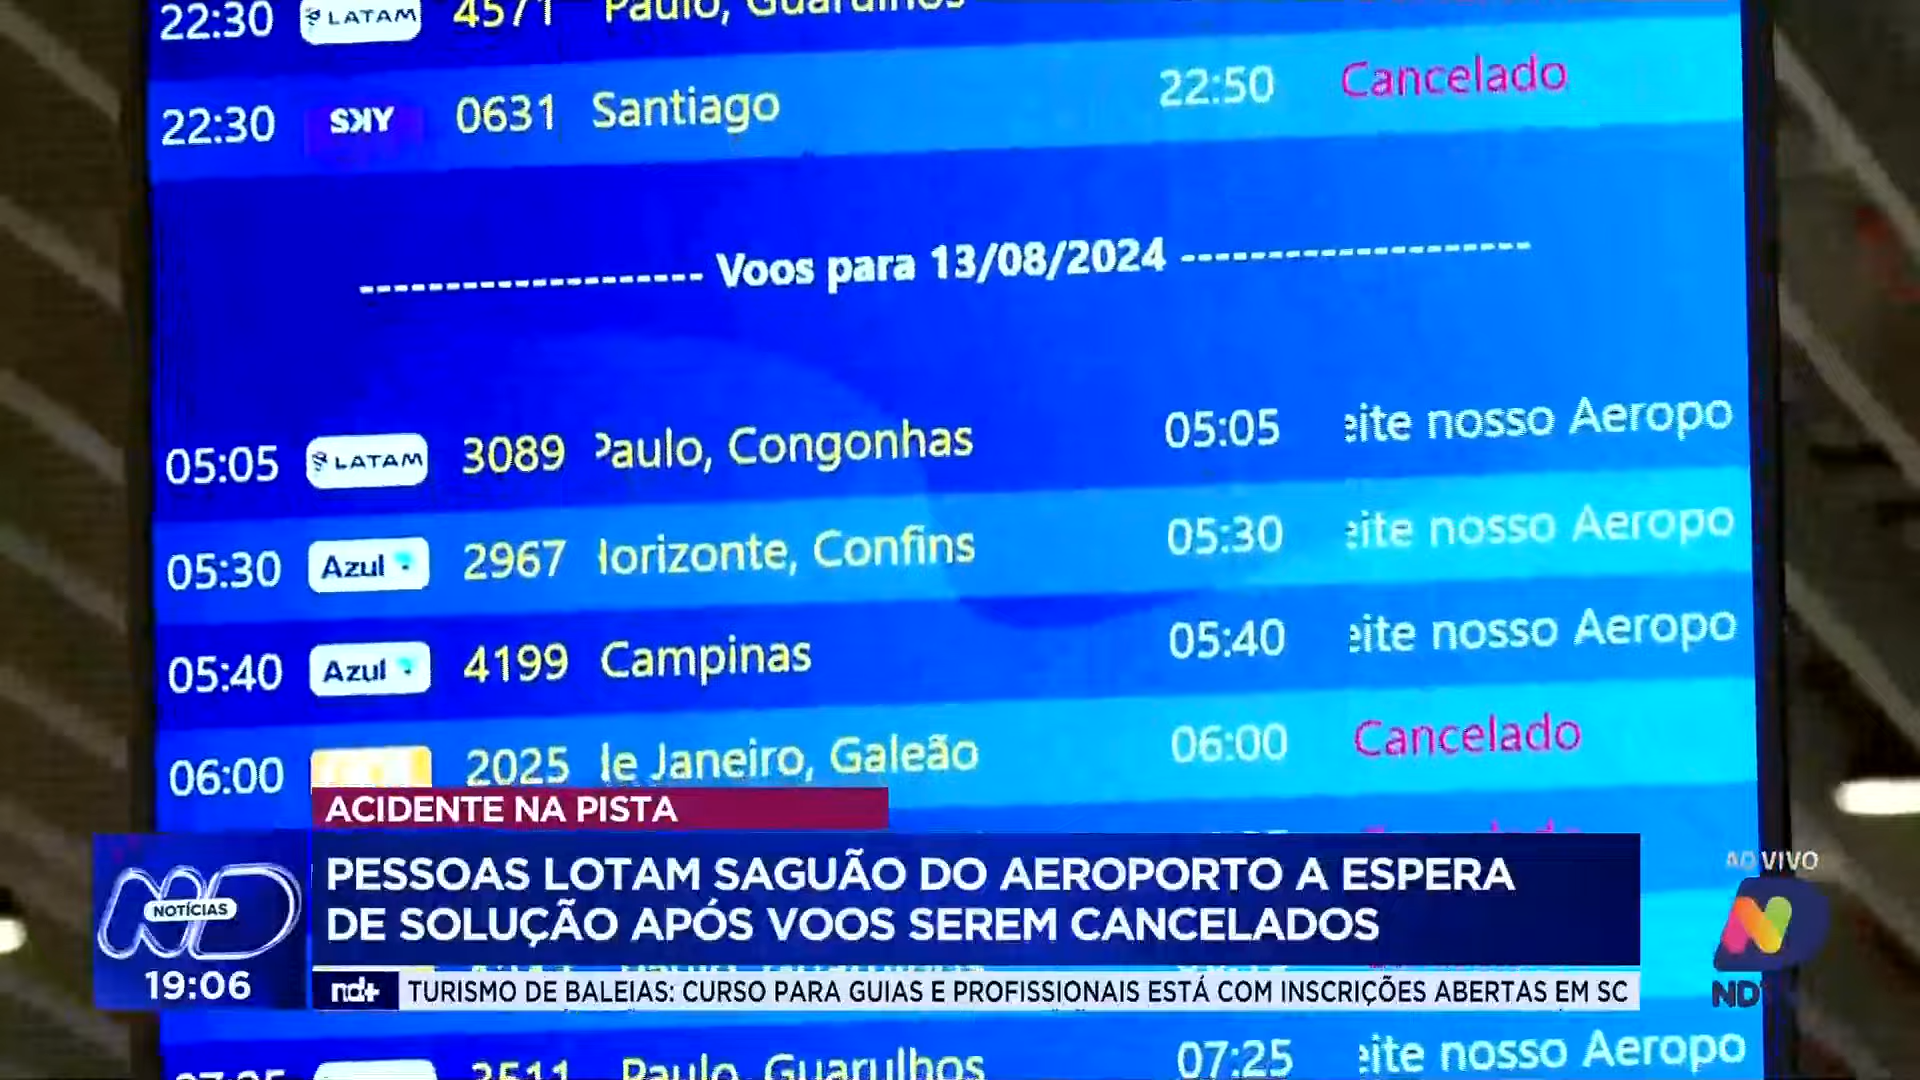 22:30 LATAM 4571 Paulo, Guarulhos
22:30 SKY 0631 Santiago 22:50 Cancelado
-------------------- Voos para 13/08/2024 --------------------
05:05 LATAM 3089 Paulo, Congonhas 05:05 eite nosso Aeropo
05:30 Azul 2967 Horizonte, Confins 05:30 eite nosso Aeropo
05:40 Azul 4199 Campinas 05:40 eite nosso Aeropo
06:00 2025 le Janeiro, Galeão 06:00 Cancelado
ACIDENTE NA PISTA
PESSOAS LOTAM SAGUÃO DO AEROPORTO A ESPERA
DE SOLUÇÃO APÓS VOOS SEREM CANCELADOS
ND NOTÍCIAS
19:06
nd+ TURISMO DE BALEIAS: CURSO PARA GUIAS E PROFISSIONAIS ESTÁ COM INSCRIÇÕES ABERTAS EM SC
AO VIVO
N
ND
3511 Paulo, Guarulhos 07:25 eite nosso Aeropo